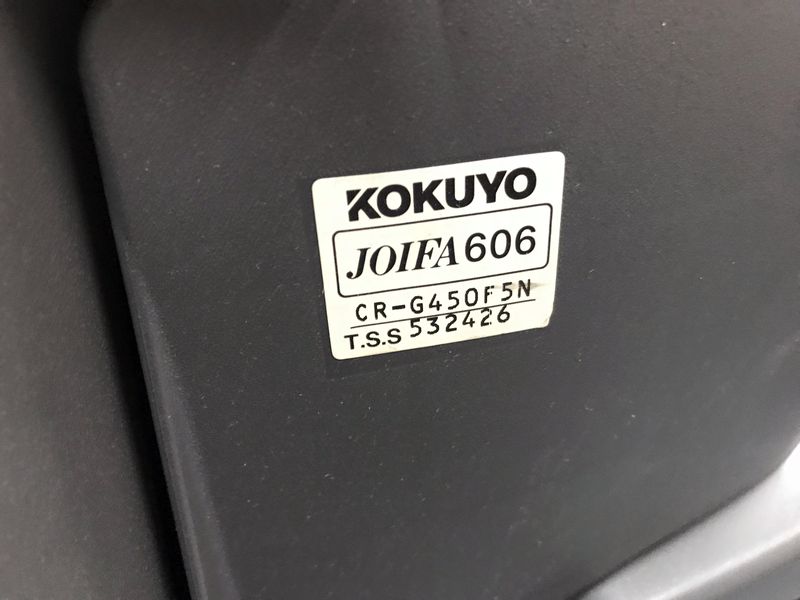 KOKUYO
JOIFA606
CR-G450F5N
T.S.S 532426